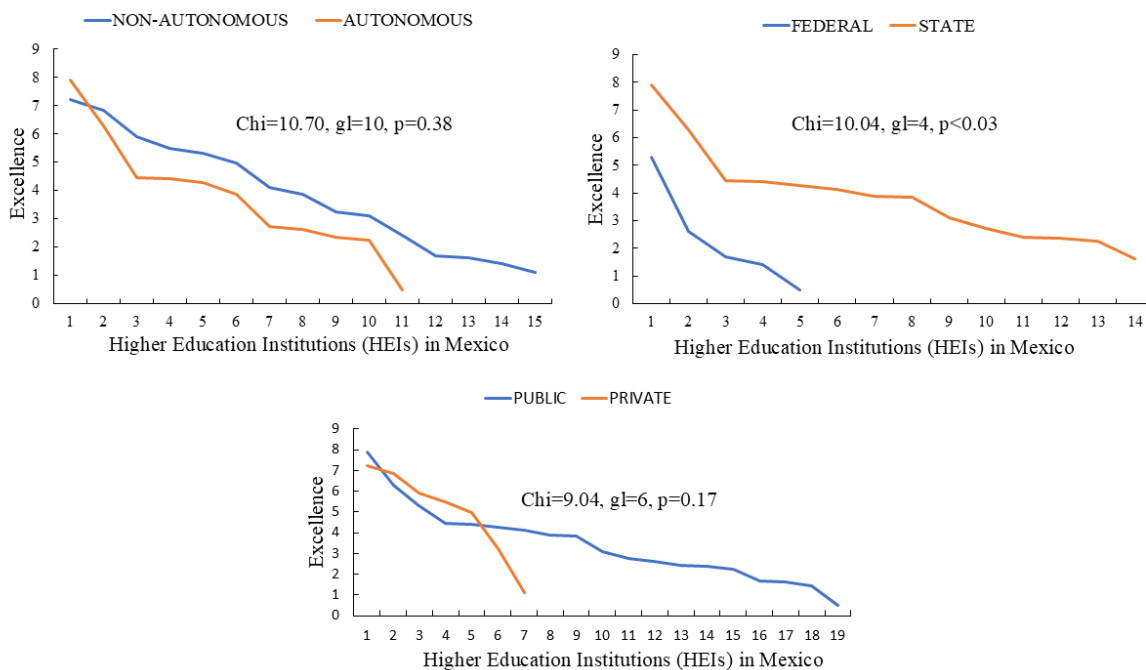 NON-AUTONOMOUS AUTONOMOUS
9
8
7
6
5
4
3
2
1
0
Excellence
Chi=10.70, gl=10, p=0.38
1 2 3 4 5 6 7 8 9 10 11 12 13 14 15
Higher Education Institutions (HEIs) in Mexico
FEDERAL STATE
9
8
7
6
5
4
3
2
1
0
Excellence
Chi=10.04, gl=4, p<0.03
1 2 3 4 5 6 7 8 9 10 11 12 13 14
Higher Education Institutions (HEIs) in Mexico
PUBLIC PRIVATE
9
8
7
6
5
4
3
2
1
0
Excellence
Chi=9.04, gl=6, p=0.17
1 2 3 4 5 6 7 8 9 10 11 12 13 14 15 16 17 18 19
Higher Education Institutions (HEIs) in Mexico